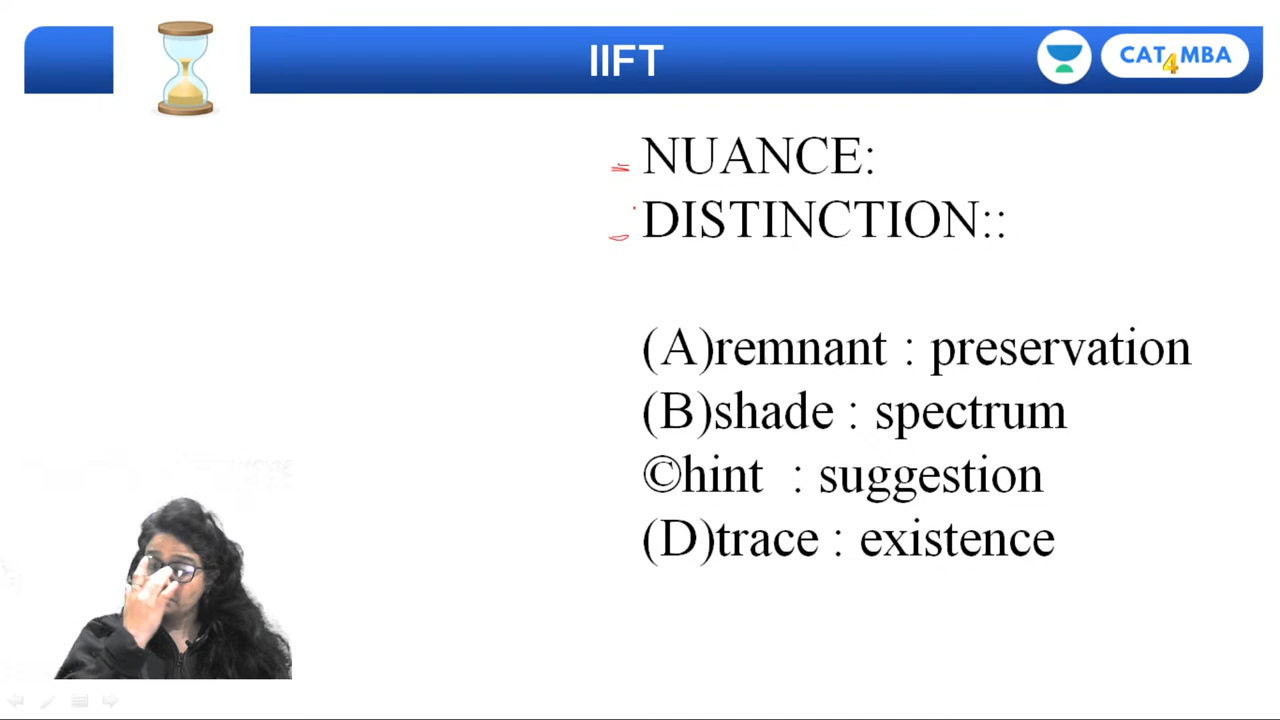 IIFT
CAT4MBA
NUANCE:
DISTINCTION::
(A)remnant : preservation
(B)shade : spectrum
©hint : suggestion
(D)trace : existence